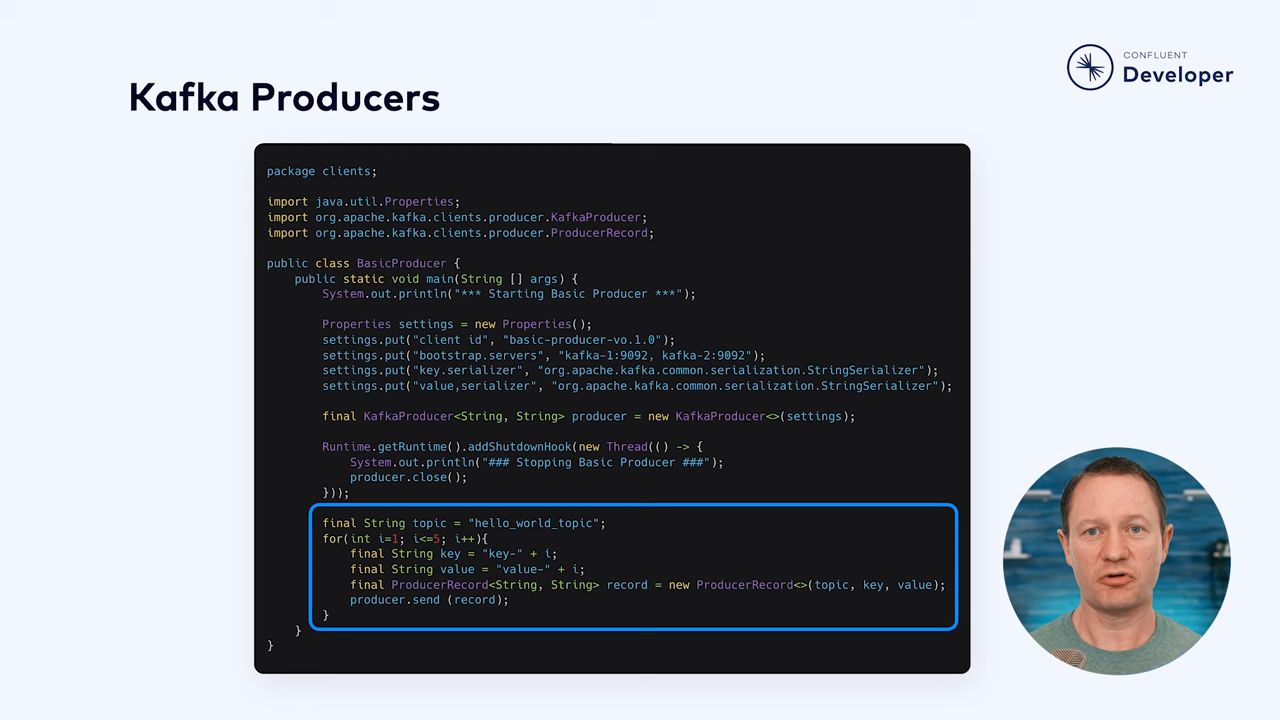 CONFLUENT
Developer
Kafka Producers
package clients;
import java.util.Properties;
import org.apache.kafka.clients.producer.KafkaProducer;
import org.apache.kafka.clients.producer.ProducerRecord;
public class BasicProducer {
public static void main(String [] args) {
System.out.println("*** Starting Basic Producer ***");
Properties settings = new Properties();
settings.put("client id", "basic-producer-vo.1.0");
settings.put("bootstrap.servers", "kafka-1:9092, kafka-2:9092");
settings.put("key.serializer", "org.apache.kafka.common.serialization.StringSerializer");
settings.put("value,serializer", "org.apache.kafka.common.serialization.StringSerializer");
final KafkaProducer<String, String> producer = new KafkaProducer<>(settings);
Runtime.getRuntime().addShutdownHook(new Thread(() -> {
System.out.println("### Stopping Basic Producer ###");
producer.close();
}));
final String topic = "hello_world_topic";
for(int i=1; i<=5; i++){
final String key = "key-" + i;
final String value = "value-" + i;
final ProducerRecord<String, String> record = new ProducerRecord<>(topic, key, value);
producer.send (record);
}
}
}